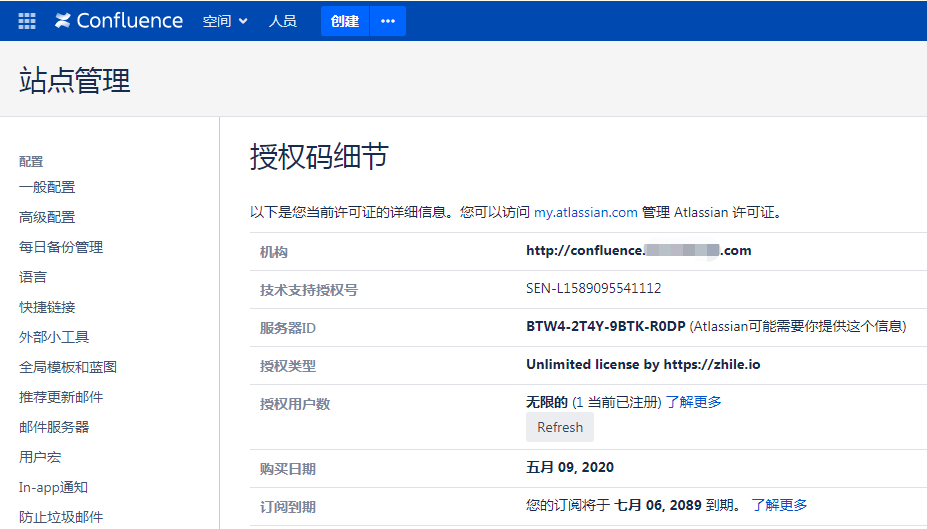 Confluence 空间 人员 创建 ···
站点管理
配置
一般配置
高级配置
每日备份管理
语言
快捷链接
外部小工具
全局模板和蓝图
推荐更新邮件
邮件服务器
用户宏
In-app通知
防止垃圾邮件
授权码细节
以下是您当前许可证的详细信息。您可以访问 my.atlassian.com 管理 Atlassian 许可证。
机构 http://confluence. .com
技术支持授权号 SEN-L1589095541112
服务器ID BTW4-2T4Y-9BTK-R0DP (Atlassian可能需要你提供这个信息)
授权类型 Unlimited license by https://zhile.io
授权用户数 无限的 (1 当前已注册) 了解更多
Refresh
购买日期 五月 09, 2020
订阅到期 您的订阅将于 七月 06, 2089 到期。 了解更多